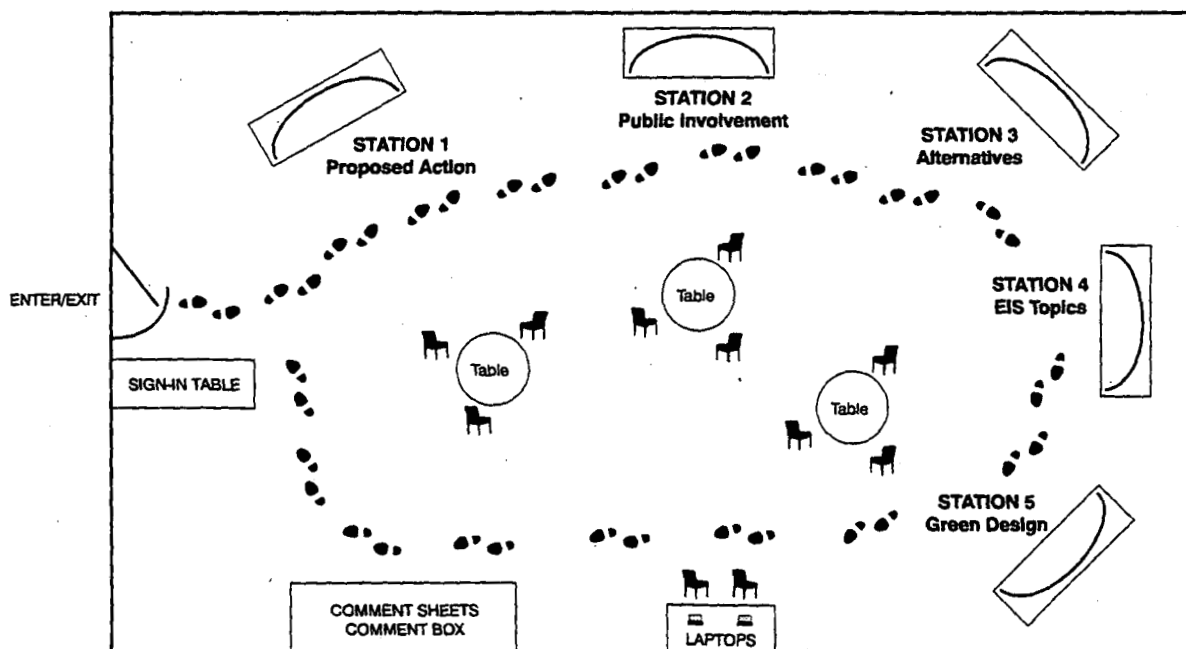 STATION 1
Proposed Action
STATION 2
Public Involvement
STATION 3
Alternatives
ENTER/EXIT
STATION 4
EIS Topics
Table
Table
Table
SIGN-IN TABLE
STATION 5
Green Design
COMMENT SHEETS
COMMENT BOX
LAPTOPS